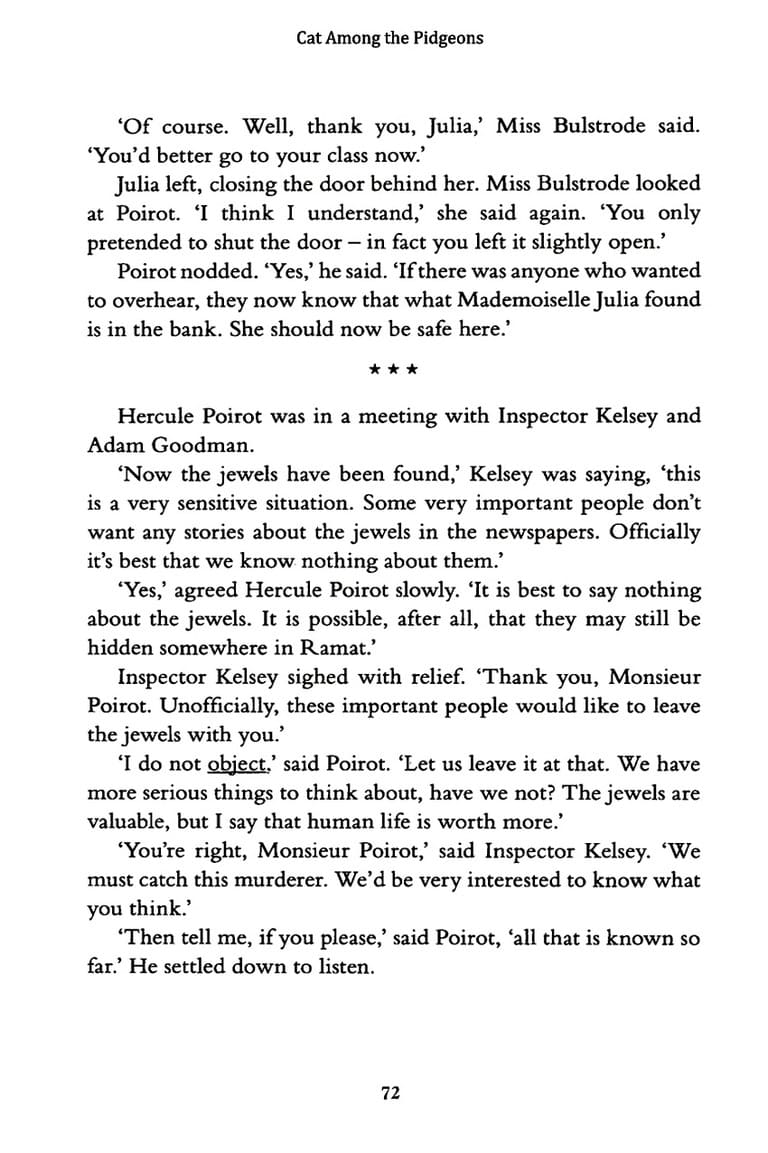 Cat Among the Pidgeons
‘Of course. Well, thank you, Julia,’ Miss Bulstrode said.
‘You’d better go to your class now.’
Julia left, closing the door behind her. Miss Bulstrode looked
at Poirot. ‘I think I understand,’ she said again. ‘You only
pretended to shut the door – in fact you left it slightly open.’
Poirot nodded. ‘Yes,’ he said. ‘If there was anyone who wanted
to overhear, they now know that what Mademoiselle Julia found
is in the bank. She should now be safe here.’
★ ★ ★
Hercule Poirot was in a meeting with Inspector Kelsey and
Adam Goodman.
‘Now the jewels have been found,’ Kelsey was saying, ‘this
is a very sensitive situation. Some very important people don’t
want any stories about the jewels in the newspapers. Officially
it’s best that we know nothing about them.’
‘Yes,’ agreed Hercule Poirot slowly. ‘It is best to say nothing
about the jewels. It is possible, after all, that they may still be
hidden somewhere in Ramat.’
Inspector Kelsey sighed with relief. ‘Thank you, Monsieur
Poirot. Unofficially, these important people would like to leave
the jewels with you.’
‘I do not object,’ said Poirot. ‘Let us leave it at that. We have
more serious things to think about, have we not? The jewels are
valuable, but I say that human life is worth more.’
‘You’re right, Monsieur Poirot,’ said Inspector Kelsey. ‘We
must catch this murderer. We’d be very interested to know what
you think.’
‘Then tell me, if you please,’ said Poirot, ‘all that is known so
far.’ He settled down to listen.
72